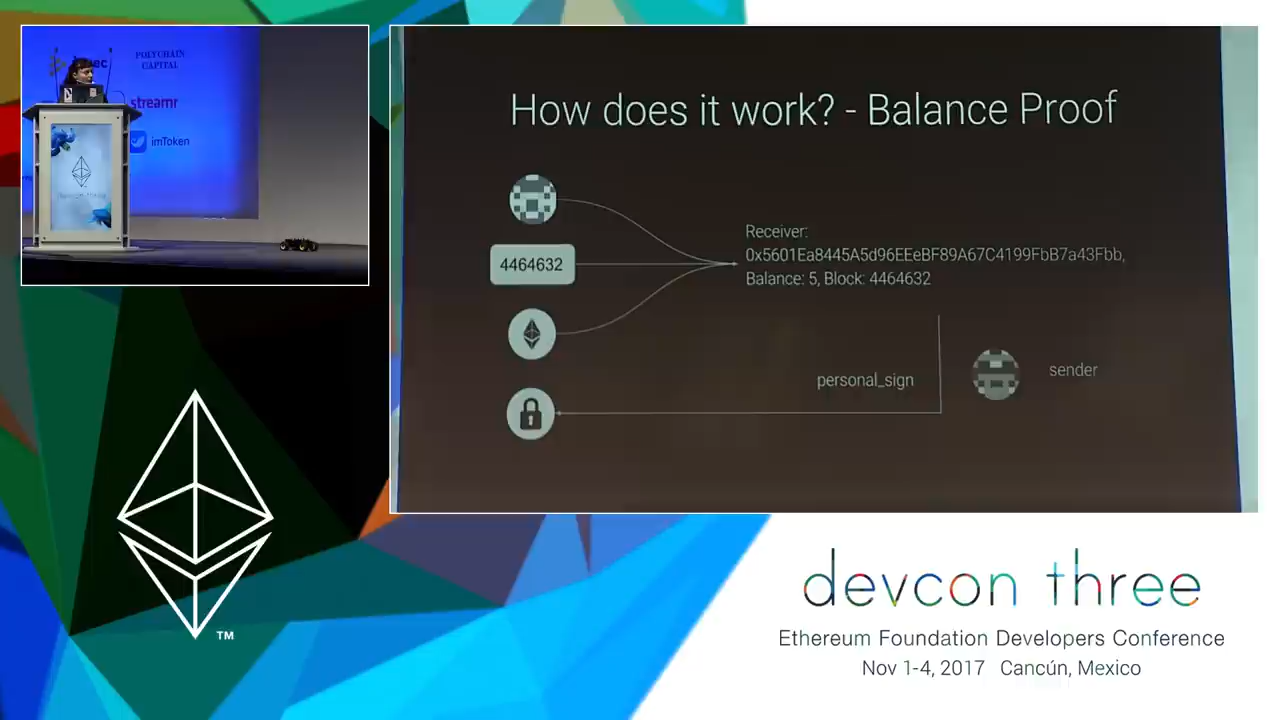 POLYCHAIN
CAPITAL
streamr
imToken
How does it work? - Balance Proof
4464632
Receiver:
0x5601Ea8445A5d96EEeBF89A67C4199FbB7a43Fbb,
Balance: 5, Block: 4464632
personal_sign
sender
TM
devcon three
Ethereum Foundation Developers Conference
Nov 1-4, 2017 Cancún, Mexico